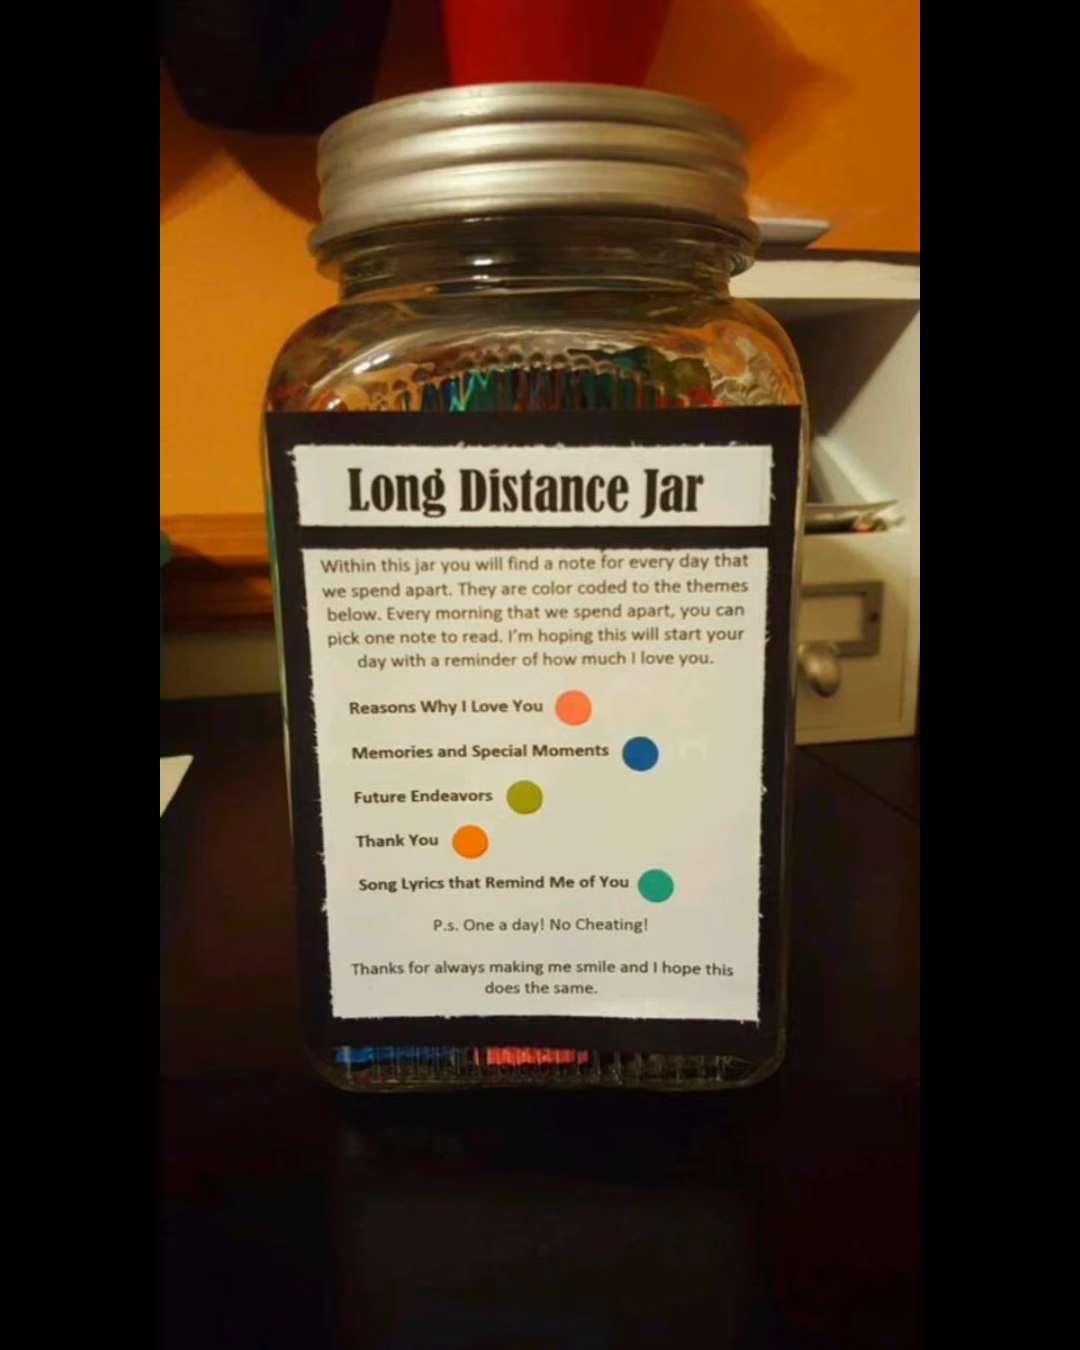 Long Distance Jar
Within this jar you will find a note for every day that
we spend apart. They are color coded to the themes
below. Every morning that we spend apart, you can
pick one note to read. I'm hoping this will start your
day with a reminder of how much I love you.
Reasons Why I Love You
Memories and Special Moments
Future Endeavors
Thank You
Song Lyrics that Remind Me of You
P.s. One a day! No Cheating!
Thanks for always making me smile and I hope this
does the same.